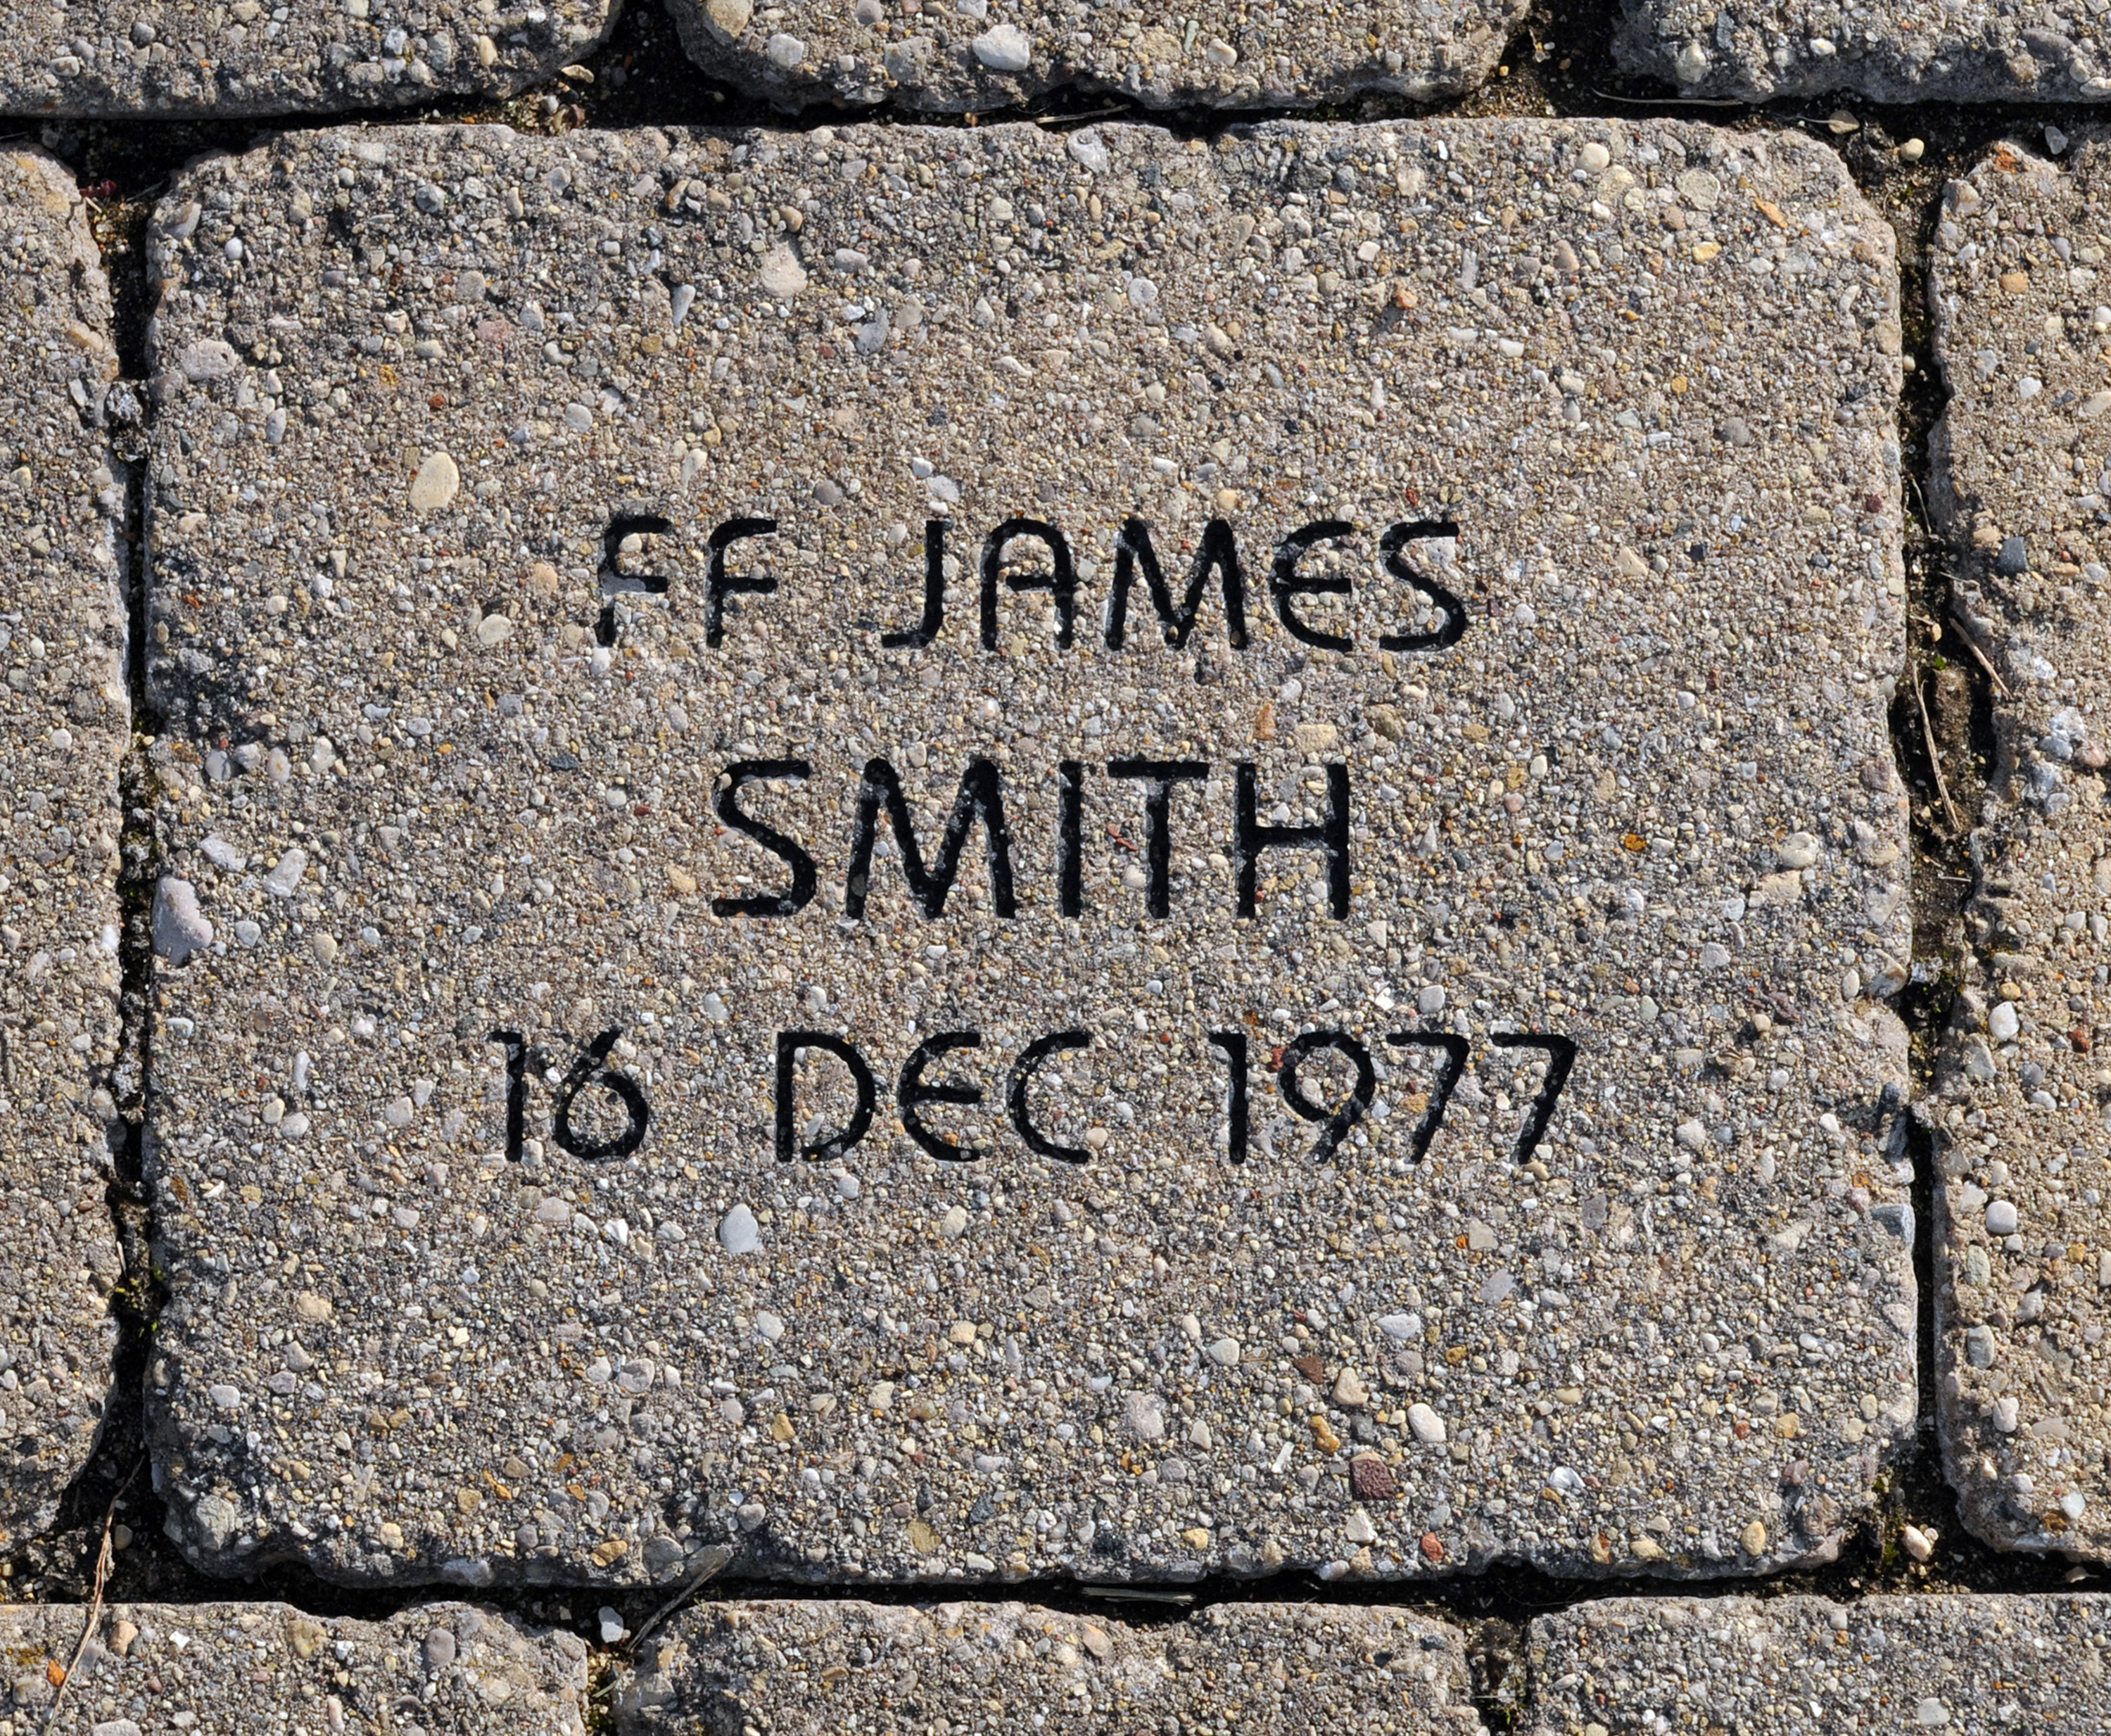 FF JAMES
SMITH
16 DEC 1977